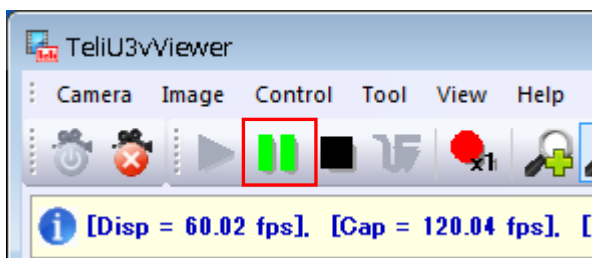 TeliU3vViewer
Camera Image Control Tool View Help
x1
[Disp = 60.02 fps], [Cap = 120.04 fps], [